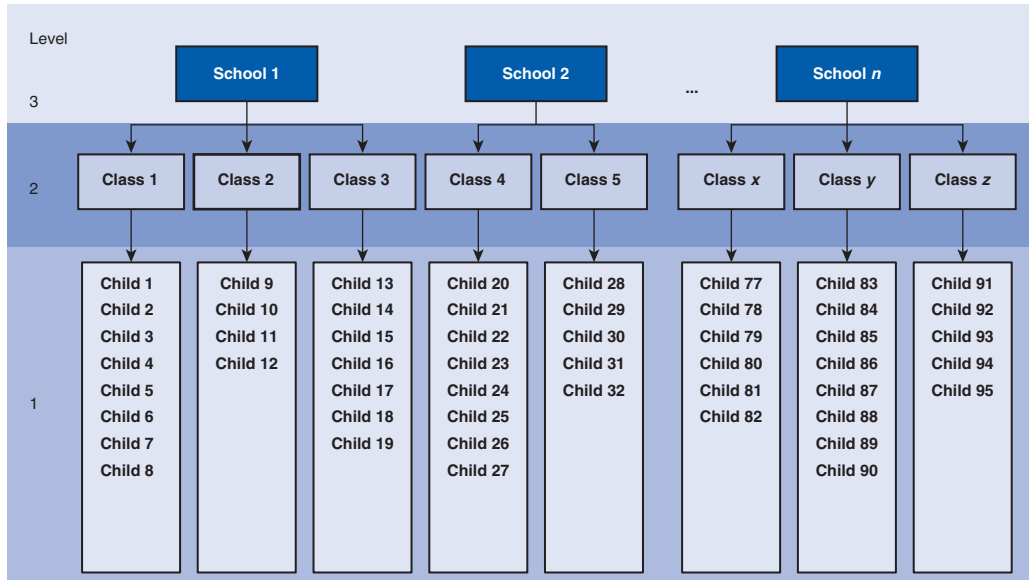 Level
School 1
School 2
School n
...
3
2
Class 1
Class 2
Class 3
Class 4
Class 5
Class x
Class y
Class z
1
Child 1
Child 2
Child 3
Child 4
Child 5
Child 6
Child 7
Child 8
Child 9
Child 10
Child 11
Child 12
Child 13
Child 14
Child 15
Child 16
Child 17
Child 18
Child 19
Child 20
Child 21
Child 22
Child 23
Child 24
Child 25
Child 26
Child 27
Child 28
Child 29
Child 30
Child 31
Child 32
Child 77
Child 78
Child 79
Child 80
Child 81
Child 82
Child 83
Child 84
Child 85
Child 86
Child 87
Child 88
Child 89
Child 90
Child 91
Child 92
Child 93
Child 94
Child 95